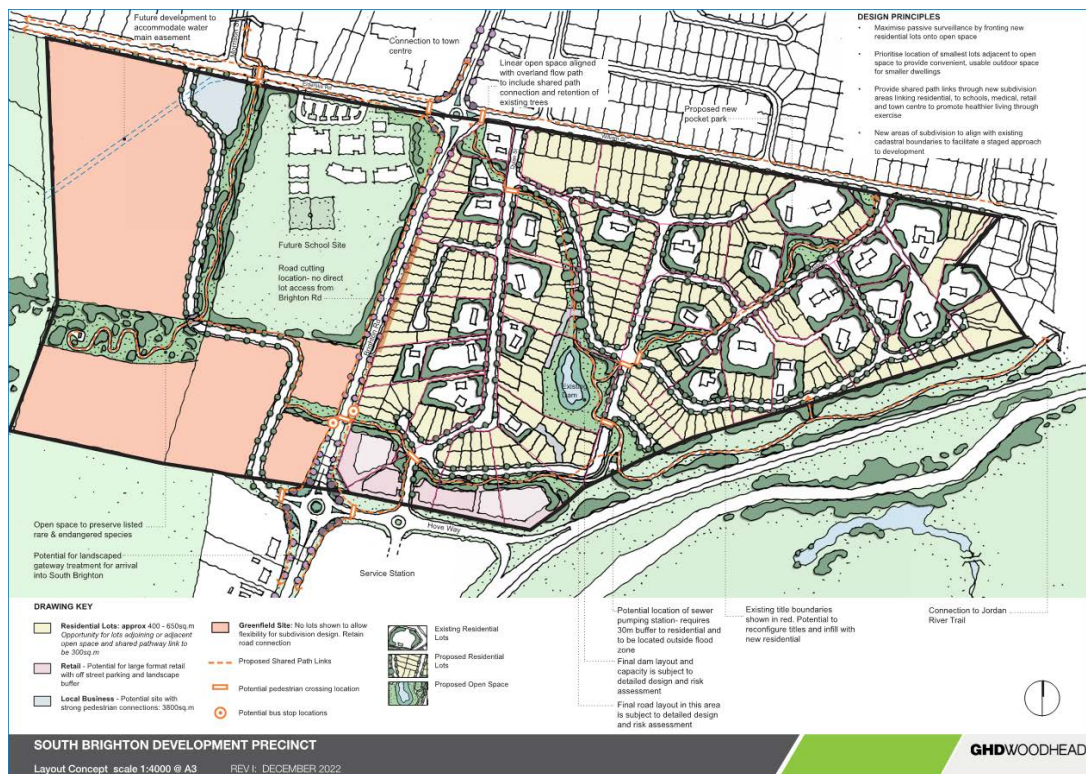 Future development to
accommodate water
main easement
Connection to town
centre
Linear open space aligned
with overland flow path
to include shared path
connection and retention of
existing trees
Proposed new
pocket park
DESIGN PRINCIPLES
• Maximise passive surveillance by fronting new
residential lots onto open space
• Prioritise location of smallest lots adjacent to open
space to provide convenient, usable outdoor space
for smaller dwellings
• Provide shared path links through new subdivision
areas linking residential, to schools, medical, retail
and town centre to promote healthier living through
exercise
• New areas of subdivision to align with existing
cadastral boundaries to facilitate a staged approach
to development
Future School Site
Road cutting
location- no direct
lot access from
Brighton Rd
Brighton Rd
Existing
Dam
Hove Way
Service Station
Open space to preserve listed
rare & endangered species
Potential for landscaped
gateway treatment for arrival
into South Brighton
DRAWING KEY
Residential Lots: approx 400 - 650sq.m
Opportunity for lots adjoining or adjacent
open space and shared pathway link to
be 300sq.m
Retail - Potential for large format retail
with off street parking and landscape
buffer
Local Business - Potential site with
strong pedestrian connections: 3800sq.m
Greenfield Site: No lots shown to allow
flexibility for subdivision design. Retain
road connection
Proposed Shared Path Links
Potential pedestrian crossing location
Potential bus stop locations
Existing Residential
Lots
Proposed Residential
Lots
Proposed Open Space
Potential location of sewer
pumping station- requires
30m buffer to residential and
to be located outside flood
zone
Final dam layout and
capacity is subject to
detailed design and risk
assessment
Final road layout in this area
is subject to detailed design
and risk assessment
Existing title boundaries
shown in red. Potential to
reconfigure titles and infill with
new residential
Connection to Jordan
River Trail
SOUTH BRIGHTON DEVELOPMENT PRECINCT
Layout Concept scale 1:4000 @ A3 REV I: DECEMBER 2022
GHDWOODHEAD